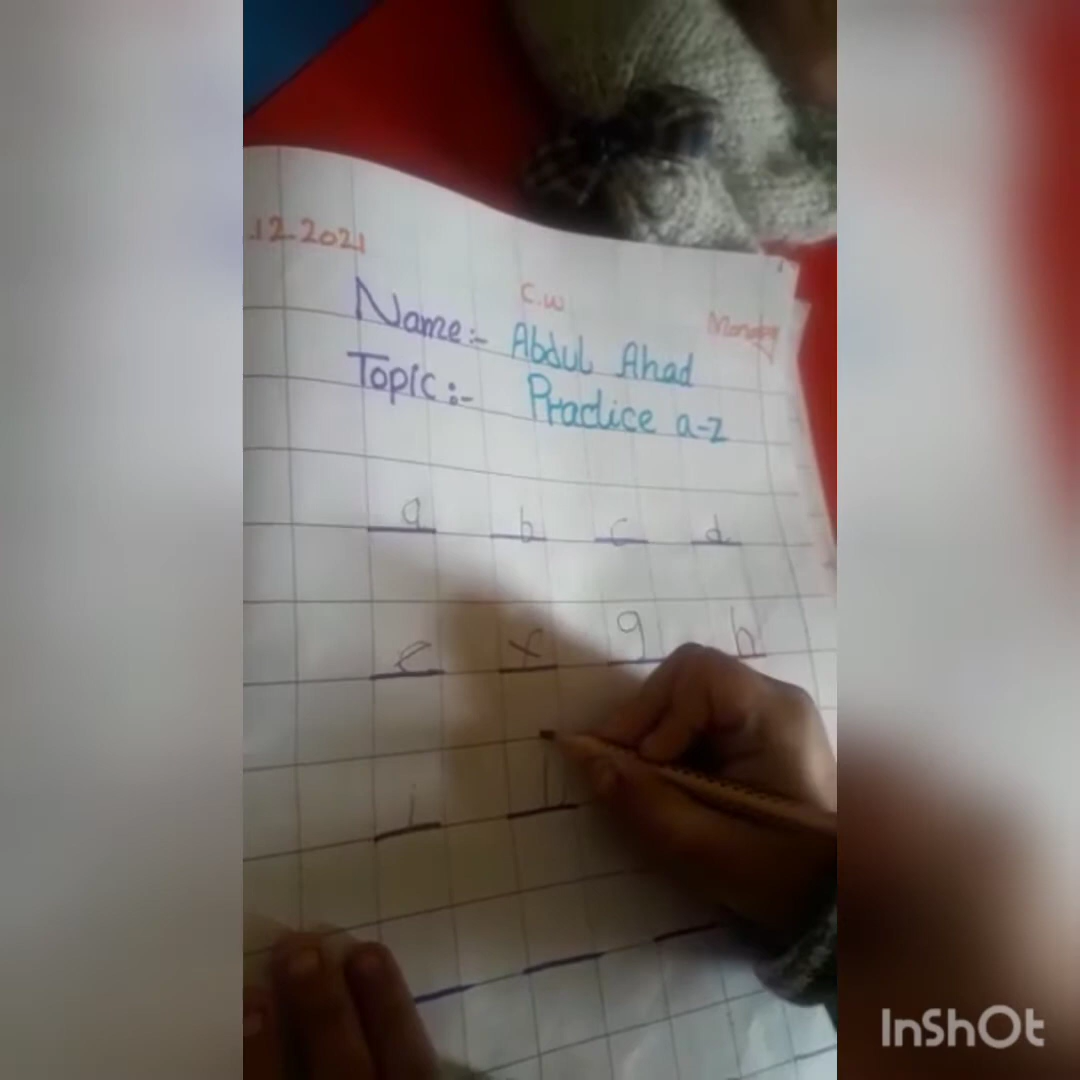 .12.2021
C.W
Monday
Name:- Abdul Ahad
Topic:- Practice a-z
a b c d
e f g h
i
InShOt